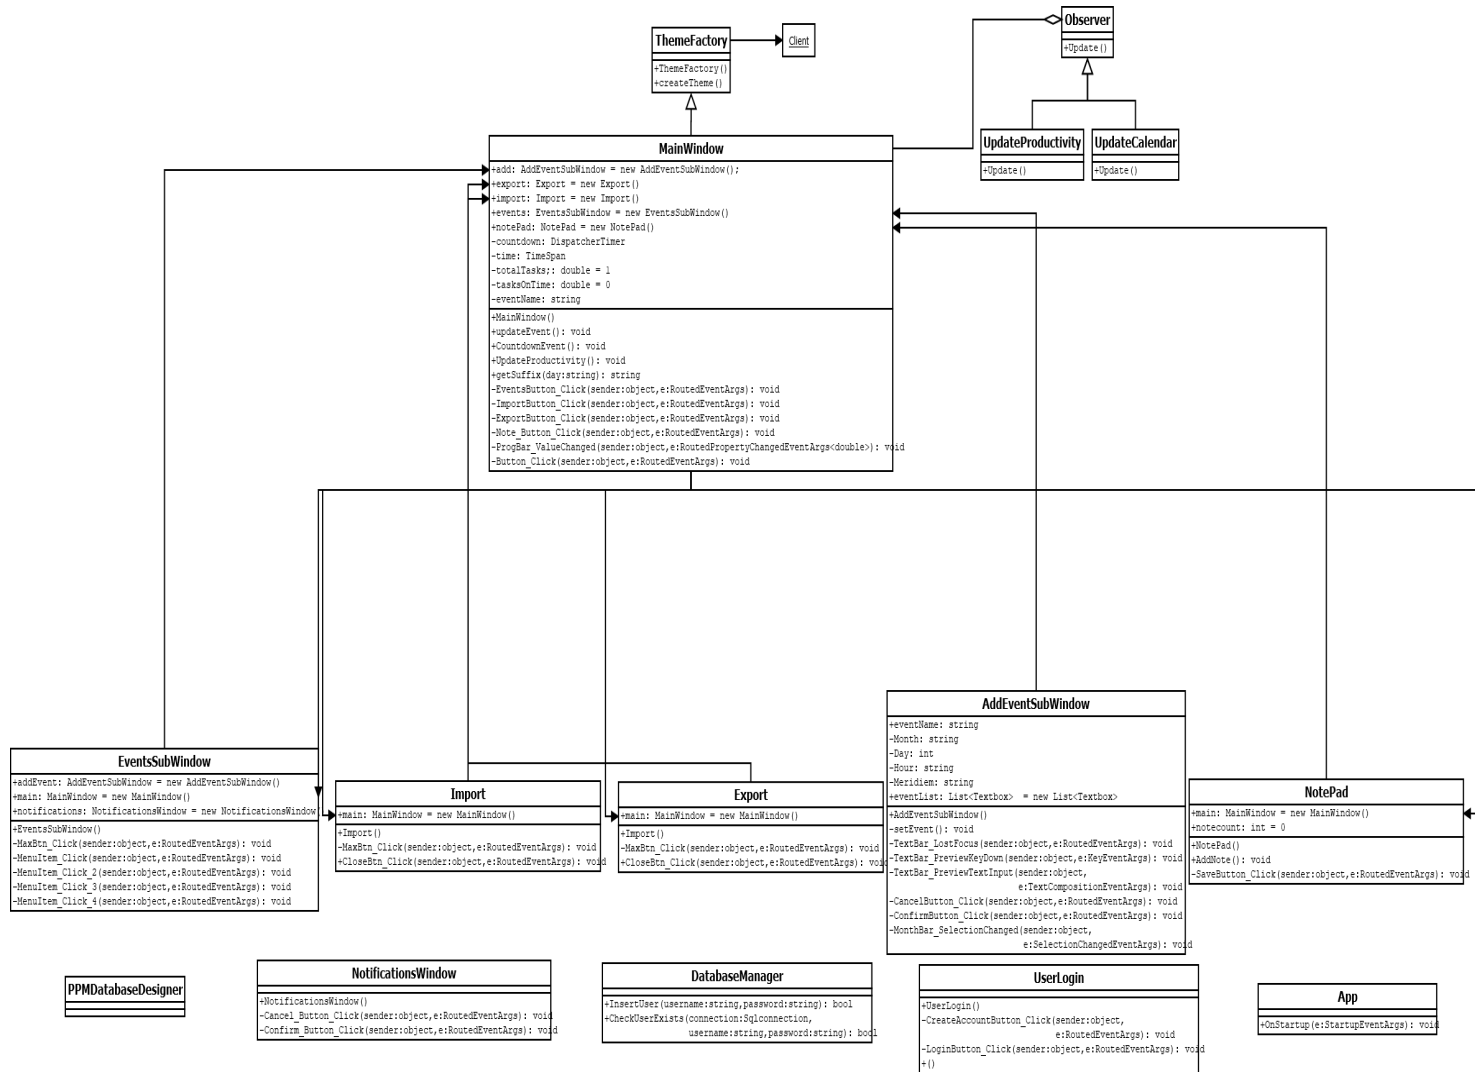 Observer
+Update()
ThemeFactory
+ThemeFactory()
+createTheme()
Client
UpdateProductivity
+Update()
UpdateCalendar
+Update()
MainWindow
+add: AddEventSubWindow = new AddEventSubWindow();
+export: Export = new Export()
+import: Import = new Import()
+events: EventsSubWindow = new EventsSubWindow()
+notePad: NotePad = new NotePad()
-countdown: DispatcherTimer
-time: TimeSpan
-totalTasks;: double = 1
-tasksOnTime: double = 0
-eventName: string
+MainWindow()
+updateEvent(): void
+CountdownEvent(): void
+UpdateProductivity(): void
+getSuffix(day:string): string
-EventsButton_Click(sender:object,e:RoutedEventArgs): void
-ImportButton_Click(sender:object,e:RoutedEventArgs): void
-ExportButton_Click(sender:object,e:RoutedEventArgs): void
-Note_Button_Click(sender:object,e:RoutedEventArgs): void
-ProgBar_ValueChanged(sender:object,e:RoutedPropertyChangedEventArgs<double>): void
-Button_Click(sender:object,e:RoutedEventArgs): void
EventsSubWindow
+addEvent: AddEventSubWindow = new AddEventSubWindow()
+main: MainWindow = new MainWindow()
+notifications: NotificationsWindow = new NotificationsWindow
+EventsSubWindow()
-MaxBtn_Click(sender:object,e:RoutedEventArgs): void
-MenuItem_Click(sender:object,e:RoutedEventArgs): void
-MenuItem_Click_2(sender:object,e:RoutedEventArgs): void
-MenuItem_Click_3(sender:object,e:RoutedEventArgs): void
-MenuItem_Click_4(sender:object,e:RoutedEventArgs): void
Import
+main: MainWindow = new MainWindow()
+Import()
-MaxBtn_Click(sender:object,e:RoutedEventArgs): void
+CloseBtn_Click(sender:object,e:RoutedEventArgs): void
Export
+main: MainWindow = new MainWindow()
+Import()
-MaxBtn_Click(sender:object,e:RoutedEventArgs): void
+CloseBtn_Click(sender:object,e:RoutedEventArgs): void
AddEventSubWindow
+eventName: string
-Month: string
-Day: int
-Hour: string
-Meridiem: string
+eventList: List<Textbox> = new List<Textbox>
+AddEventSubWindow()
-setEvent(): void
-TextBar_LostFocus(sender:object,e:RoutedEventArgs): void
-TextBar_PreviewKeyDown(sender:object,e:KeyEventArgs): void
-TextBar_PreviewTextInput(sender:object,
e:TextCompositionEventArgs): void
-CancelButton_Click(sender:object,e:RoutedEventArgs): void
-ConfirmButton_Click(sender:object,e:RoutedEventArgs): void
-MonthBar_SelectionChanged(sender:object,
e:SelectionChangedEventArgs): void
NotePad
+main: MainWindow = new MainWindow()
+notecount: int = 0
+NotePad()
+AddNote(): void
-SaveButton_Click(sender:object,e:RoutedEventArgs): void
PPMDatabaseDesigner
NotificationsWindow
+NotificationsWindow()
-Cancel_Button_Click(sender:object,e:RoutedEventArgs): void
-Confirm_Button_Click(sender:object,e:RoutedEventArgs): void
DatabaseManager
+InsertUser(username:string,password:string): bool
+CheckUserExists(connection:Sqlconnection,
username:string,password:string): bool
UserLogin
+UserLogin()
-CreateAccountButton_Click(sender:object,
e:RoutedEventArgs): void
-LoginButton_Click(sender:object,e:RoutedEventArgs): void
+()
App
+OnStartup(e:StartupEventArgs): void